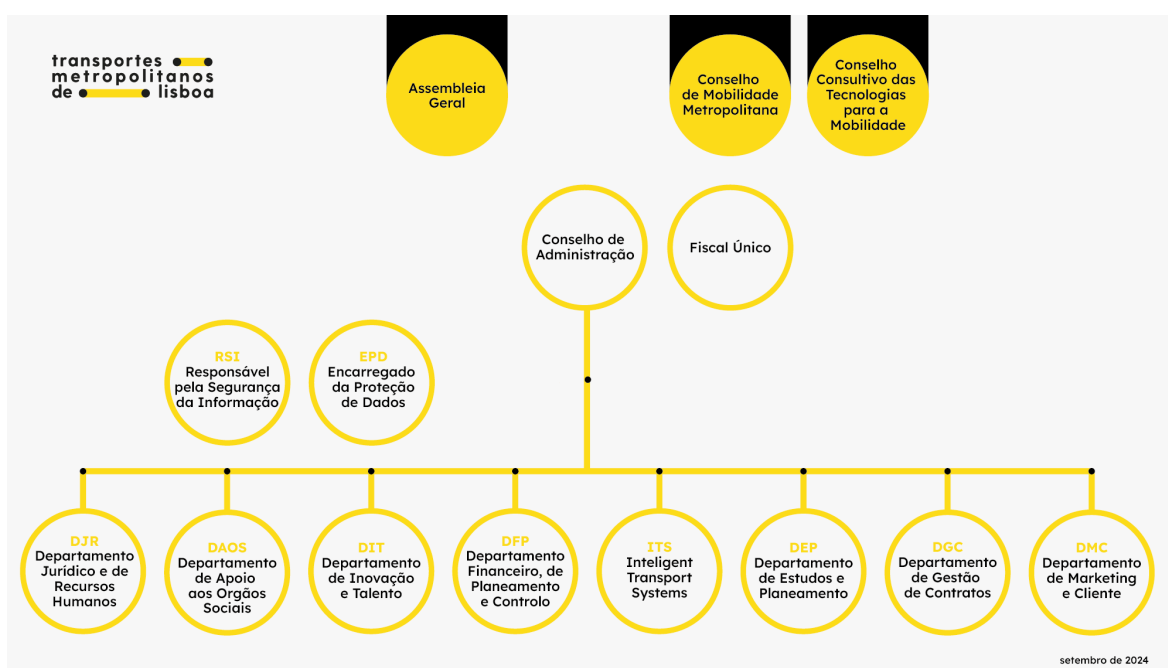 transportes
metropolitanos
de lisboa
Assembleia
Geral
Conselho
de Mobilidade
Metropolitana
Conselho
Consultivo das
Tecnologias
para a
Mobilidade
Conselho de
Administração
Fiscal Único
RSI
Responsável
pela Segurança
da Informação
EPD
Encarregado
da Proteção
de Dados
DJR
Departamento
Jurídico e de
Recursos
Humanos
DAOS
Departamento
de Apoio
aos Orgãos
Sociais
DIT
Departamento
de Inovação
e Talento
DFP
Departamento
Financeiro, de
Planeamento
e Controlo
ITS
Inteligent
Transport
Systems
DEP
Departamento
de Estudos e
Planeamento
DGC
Departamento
de Gestão
de Contratos
DMC
Departamento
de Marketing
e Cliente
setembro de 2024